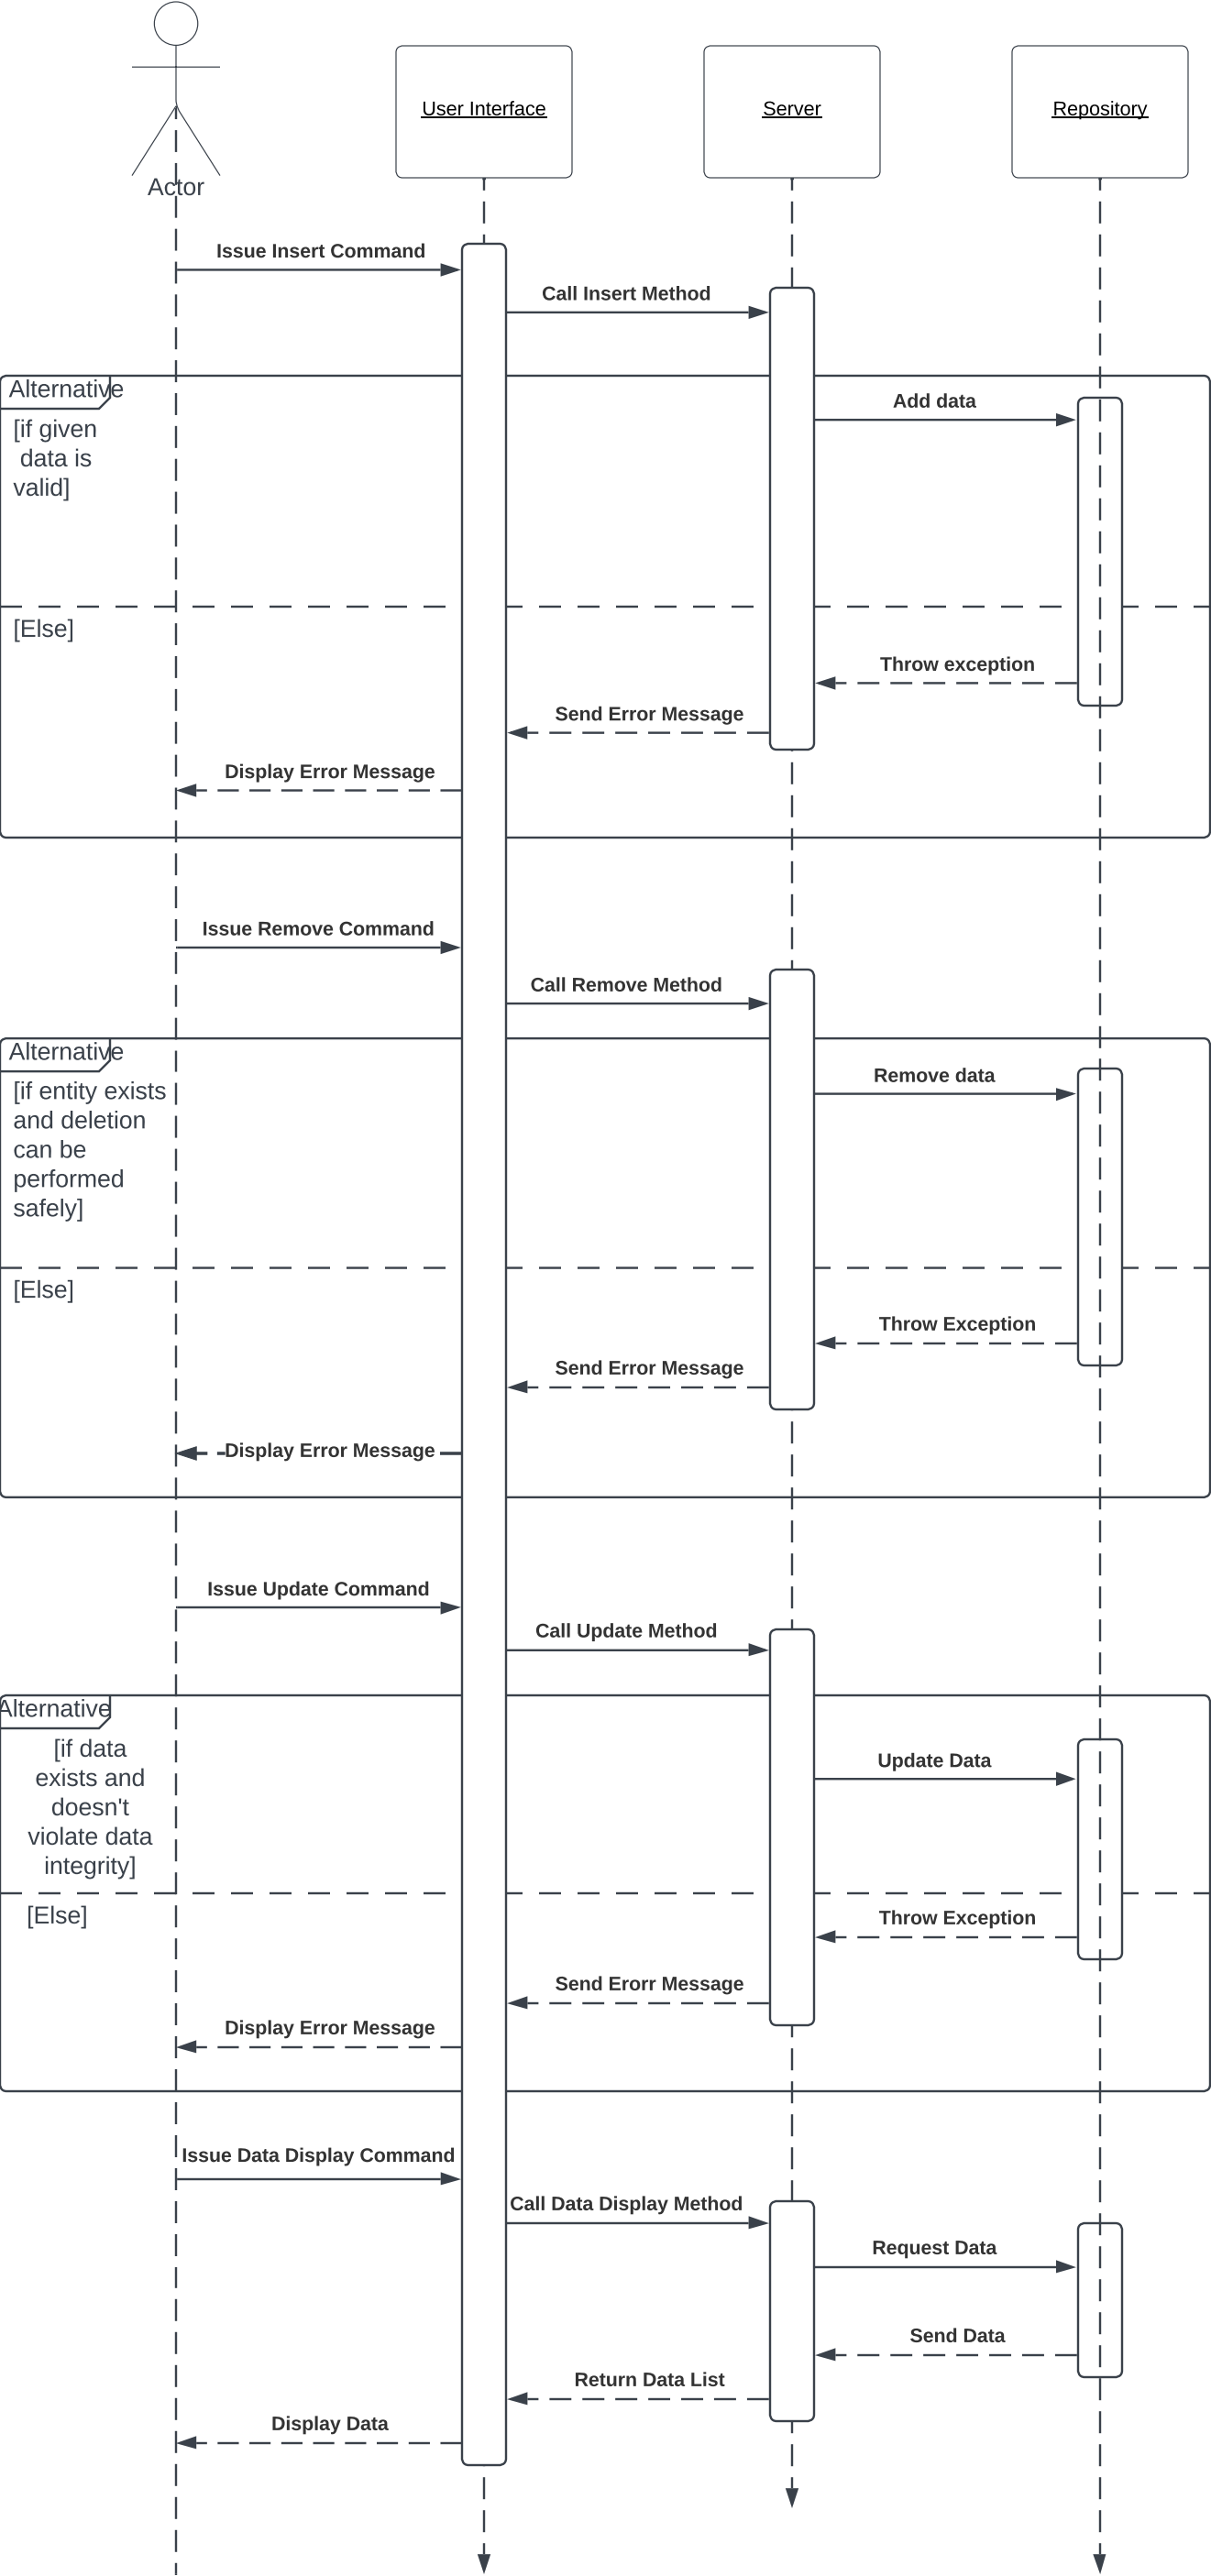 Actor
User Interface
Server
Repository
Issue Insert Command
Call Insert Method
Alternative
[if given
data is
valid]
Add data
[Else]
Throw exception
Send Error Message
Display Error Message
Issue Remove Command
Call Remove Method
Alternative
[if entity exists
and deletion
can be
performed
safely]
Remove data
[Else]
Throw Exception
Send Error Message
Display Error Message
Issue Update Command
Call Update Method
Alternative
[if data
exists and
doesn't
violate data
integrity]
Update Data
[Else]
Throw Exception
Send Erorr Message
Display Error Message
Issue Data Display Command
Call Data Display Method
Request Data
Send Data
Return Data List
Display Data